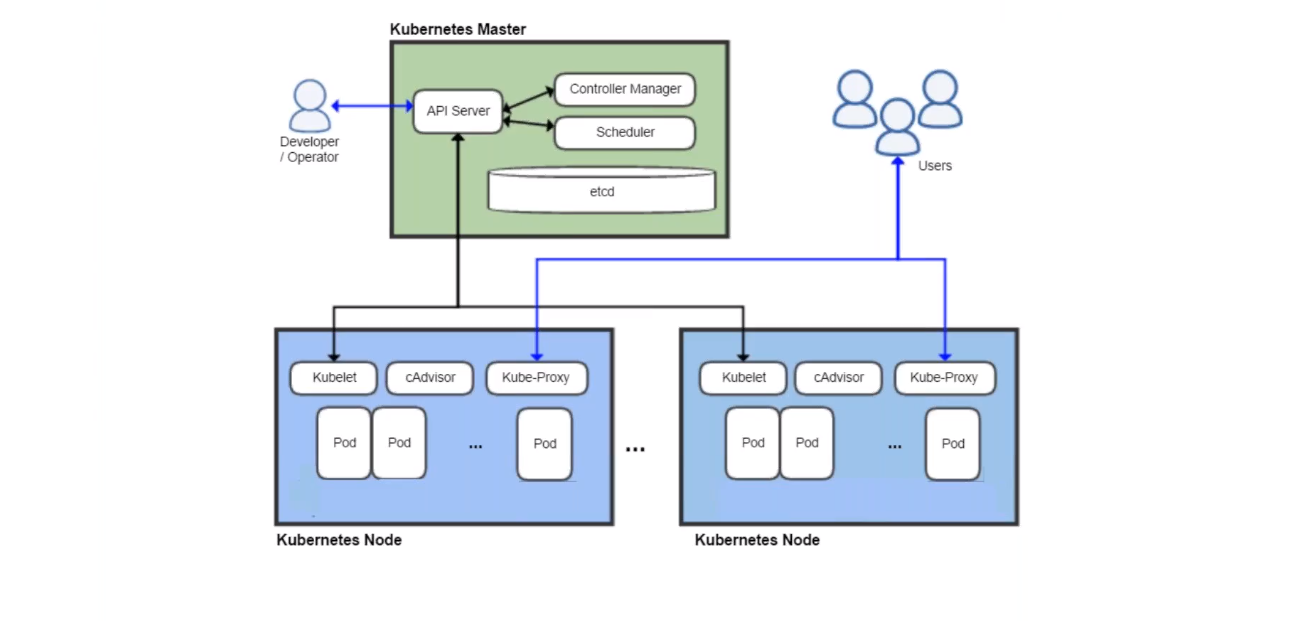 Kubernetes Master
Controller Manager
API Server
Scheduler
Developer
/ Operator
Users
etcd
Kubelet
cAdvisor
Kube-Proxy
Kubelet
cAdvisor
Kube-Proxy
Pod
Pod
...
Pod
...
Pod
Pod
...
Pod
Kubernetes Node
Kubernetes Node